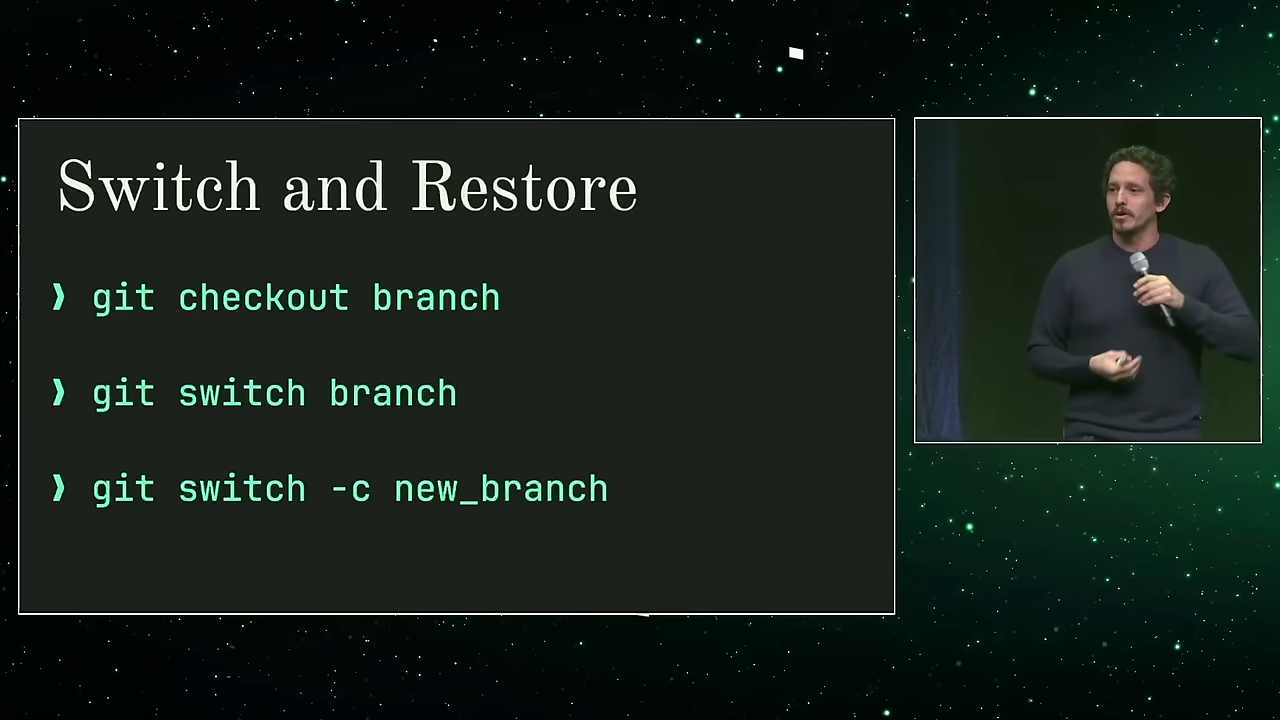 Switch and Restore
❯ git checkout branch
❯ git switch branch
❯ git switch -c new_branch